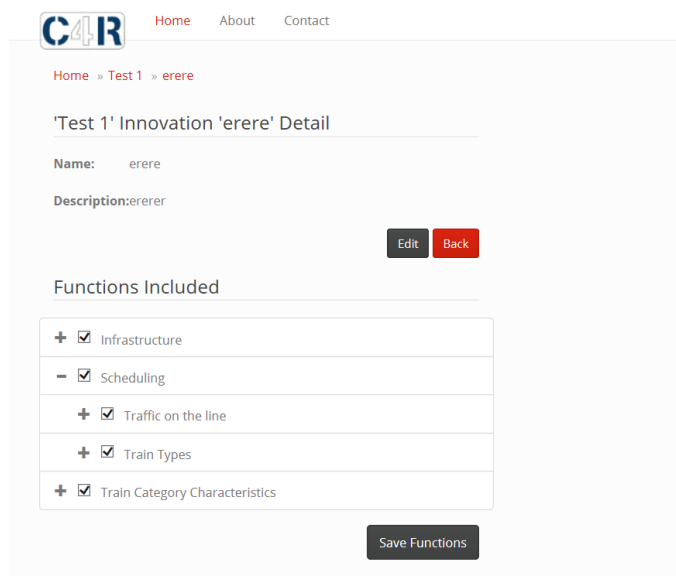 C4R Home About Contact
Home » Test 1 » erere
'Test 1' Innovation 'erere' Detail
Name: erere
Description:ererer
Edit Back
Functions Included
Infrastructure
Scheduling
Traffic on the line
Train Types
Train Category Characteristics
Save Functions